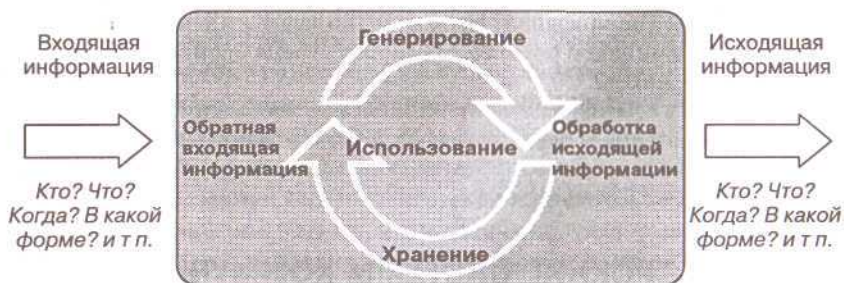 Входящая
информация
Кто? Что?
Когда? В какой
форме? и т п.
Генерирование
Обратная
входящая
информация
Использование
Обработка
исходящей
информации
Хранение
Исходящая
информация
Кто? Что?
Когда? В какой
форме? и т п.